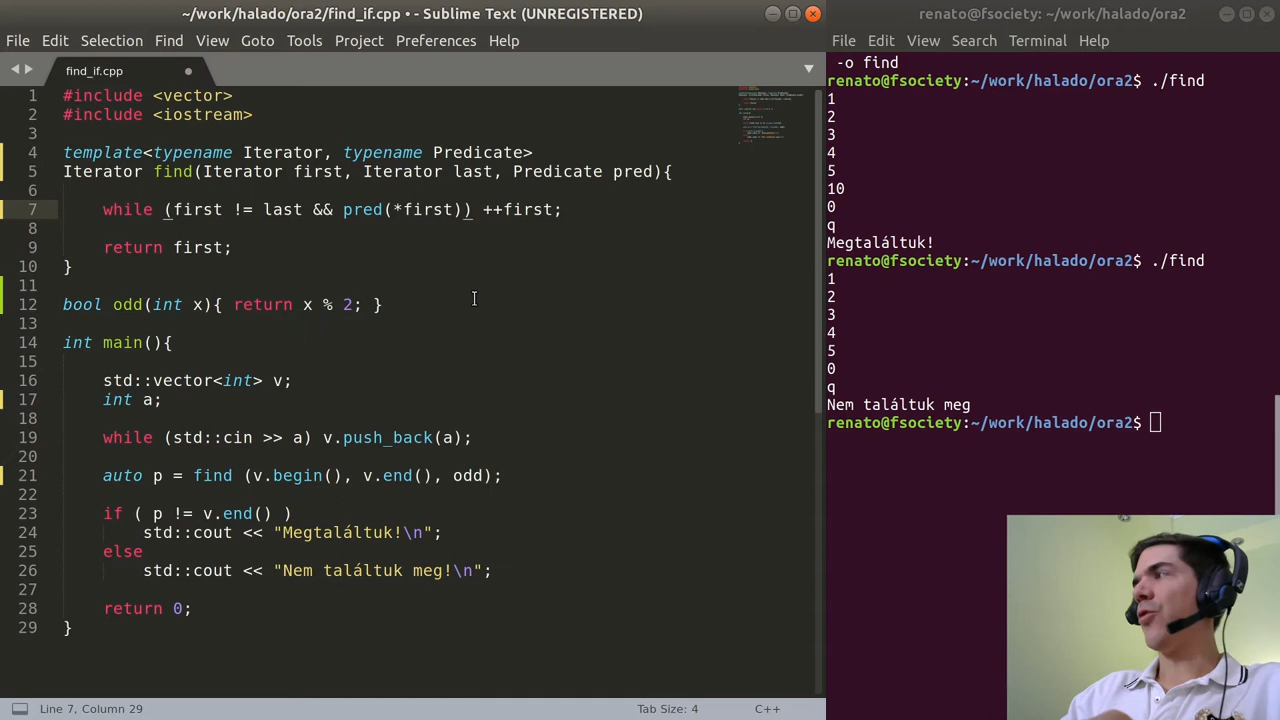 ~/work/halado/ora2/find_if.cpp • - Sublime Text (UNREGISTERED)
File Edit Selection Find View Goto Tools Project Preferences Help
find_if.cpp
1 #include <vector>
2 #include <iostream>
3
4 template<typename Iterator, typename Predicate>
5 Iterator find(Iterator first, Iterator last, Predicate pred){
6
7 while (first != last && pred(*first)) ++first;
8
9 return first;
10 }
11
12 bool odd(int x){ return x % 2; }
13
14 int main(){
15
16 std::vector<int> v;
17 int a;
18
19 while (std::cin >> a) v.push_back(a);
20
21 auto p = find (v.begin(), v.end(), odd);
22
23 if ( p != v.end() )
24 std::cout << "Megtaláltuk!\n";
25 else
26 std::cout << "Nem találtuk meg!\n";
27
28 return 0;
29 }
Line 7, Column 29
Tab Size: 4
C++
renato@fsociety: ~/work/halado/ora2
File Edit View Search Terminal Help
-o find
renato@fsociety:~/work/halado/ora2$ ./find
1
2
3
4
5
10
0
q
Megtaláltuk!
renato@fsociety:~/work/halado/ora2$ ./find
1
2
3
4
5
0
q
Nem találtuk meg
renato@fsociety:~/work/halado/ora2$